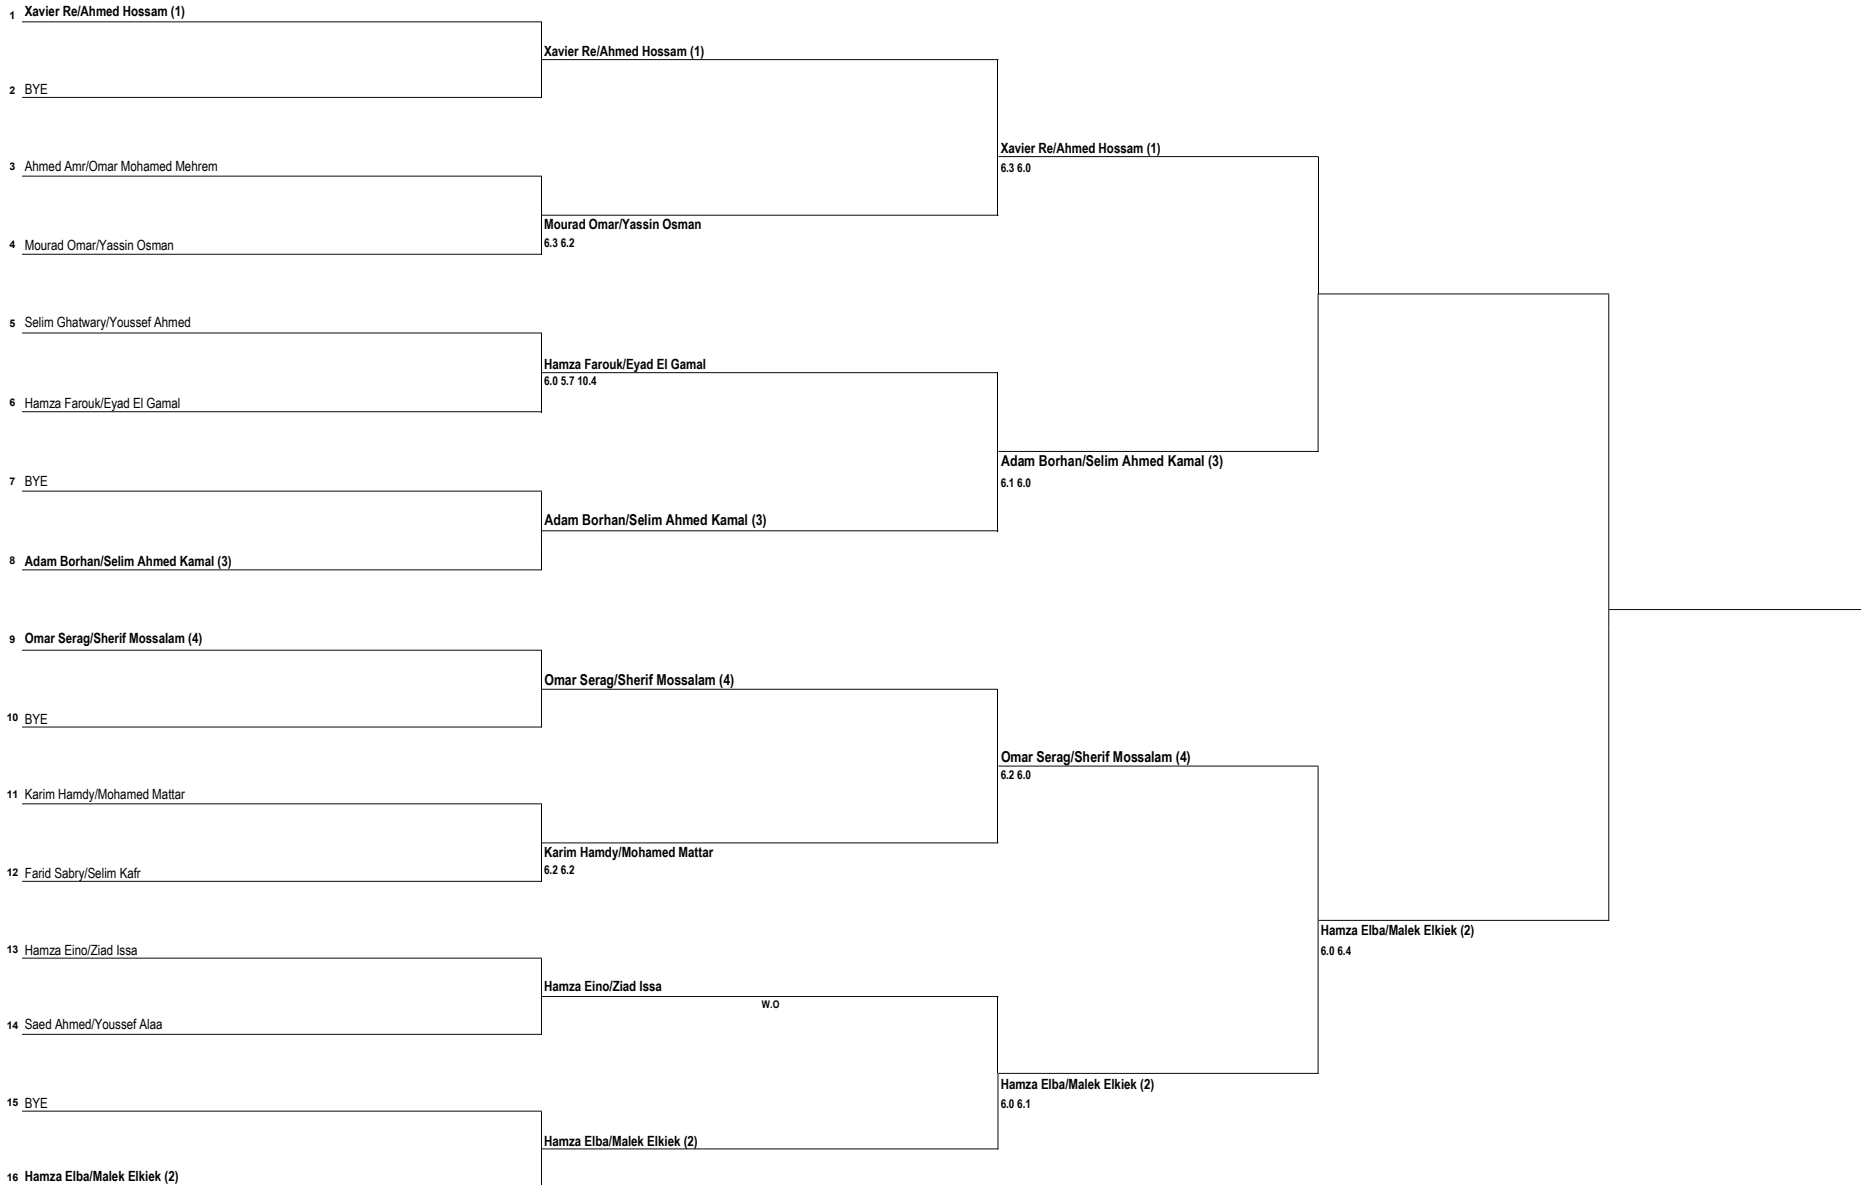 1 Xavier Re/Ahmed Hossam (1)
Xavier Re/Ahmed Hossam (1)
2 BYE
Xavier Re/Ahmed Hossam (1)
6.3 6.0
3 Ahmed Amr/Omar Mohamed Mehrem
Mourad Omar/Yassin Osman
6.3 6.2
4 Mourad Omar/Yassin Osman
5 Selim Ghatwary/Youssef Ahmed
Hamza Farouk/Eyad El Gamal
6.0 5.7 10.4
6 Hamza Farouk/Eyad El Gamal
Adam Borhan/Selim Ahmed Kamal (3)
6.1 6.0
7 BYE
Adam Borhan/Selim Ahmed Kamal (3)
8 Adam Borhan/Selim Ahmed Kamal (3)
9 Omar Serag/Sherif Mossalam (4)
Omar Serag/Sherif Mossalam (4)
10 BYE
Omar Serag/Sherif Mossalam (4)
6.2 6.0
11 Karim Hamdy/Mohamed Mattar
Karim Hamdy/Mohamed Mattar
6.2 6.2
12 Farid Sabry/Selim Kafr
Hamza Elba/Malek Elkiek (2)
6.0 6.4
13 Hamza Eino/Ziad Issa
Hamza Eino/Ziad Issa
W.O
14 Saed Ahmed/Youssef Alaa
Hamza Elba/Malek Elkiek (2)
6.0 6.1
15 BYE
Hamza Elba/Malek Elkiek (2)
16 Hamza Elba/Malek Elkiek (2)